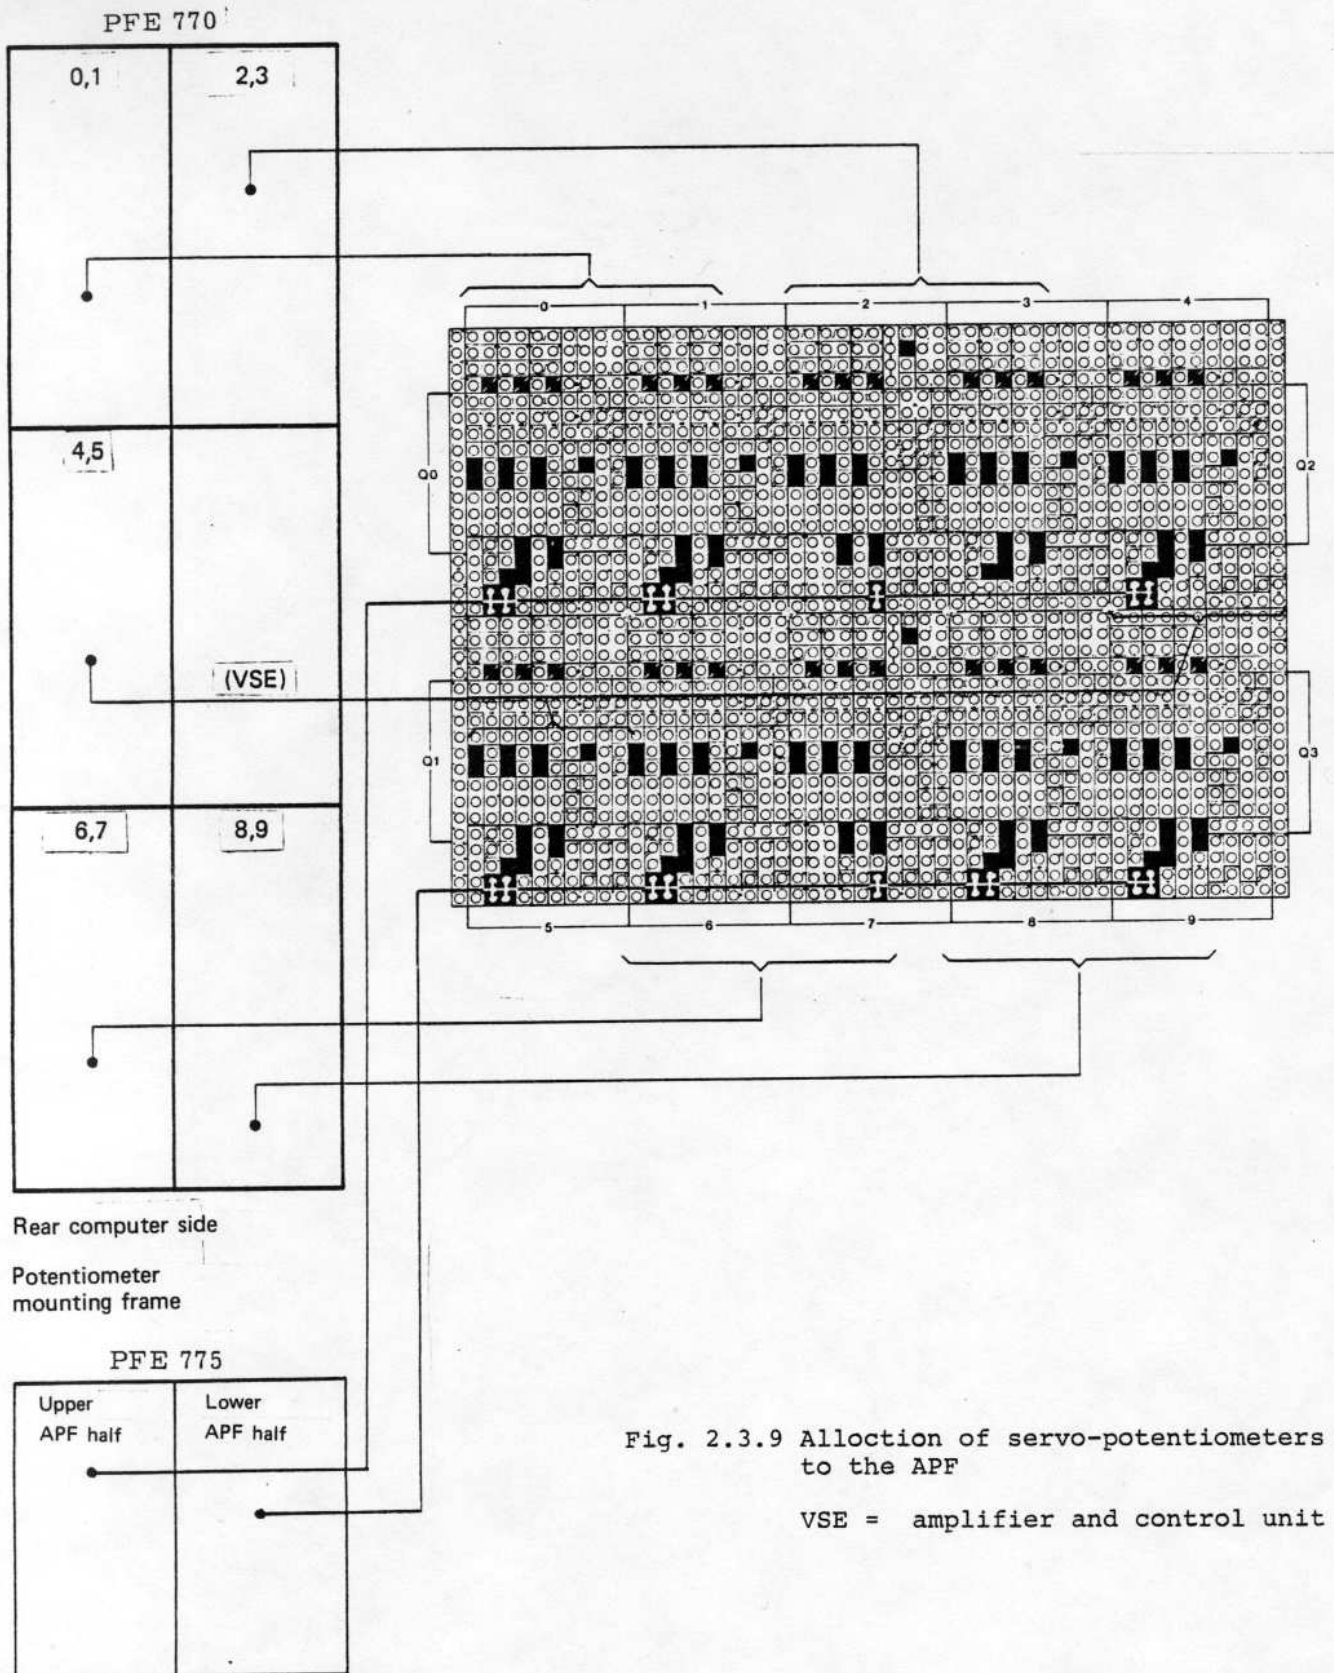 PFE 770
0,1
2,3
4,5
(VSE)
6,7
8,9
0
1
2
3
4
Q0
Q2
Q1
Q3
5
6
7
8
9
Rear computer side
Potentiometer
mounting frame
PFE 775
Upper
APF half
Lower
APF half
Fig. 2.3.9 Alloction of servo-potentiometers
to the APF
VSE = amplifier and control unit